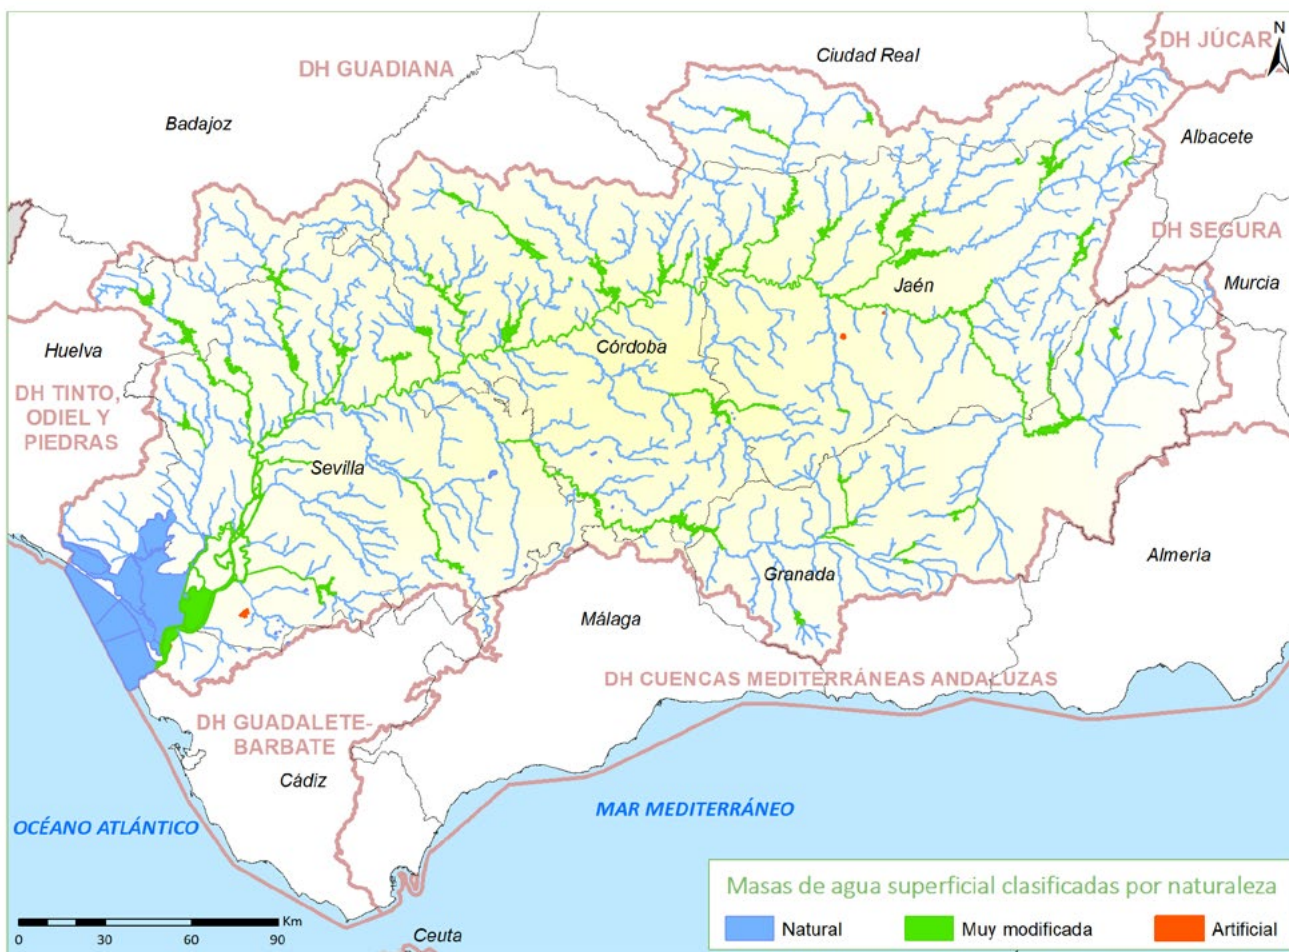 N
DH JÚCAR
Ciudad Real
DH GUADIANA
Badajoz
Albacete
DH SEGURA
Murcia
Jaén
Huelva
Córdoba
DH TINTO,
ODIEL Y
PIEDRAS
Sevilla
Almeria
Granada
Málaga
DH CUENCAS MEDITERRÁNEAS ANDALUZAS
DH GUADALETE-
BARBATE
Cádiz
MAR MEDITERRÁNEO
OCÉANO ATLÁNTICO
Masas de agua superficial clasificadas por naturaleza
Natural
Muy modificada
Artificial
Km
0 30 60 90
Ceuta